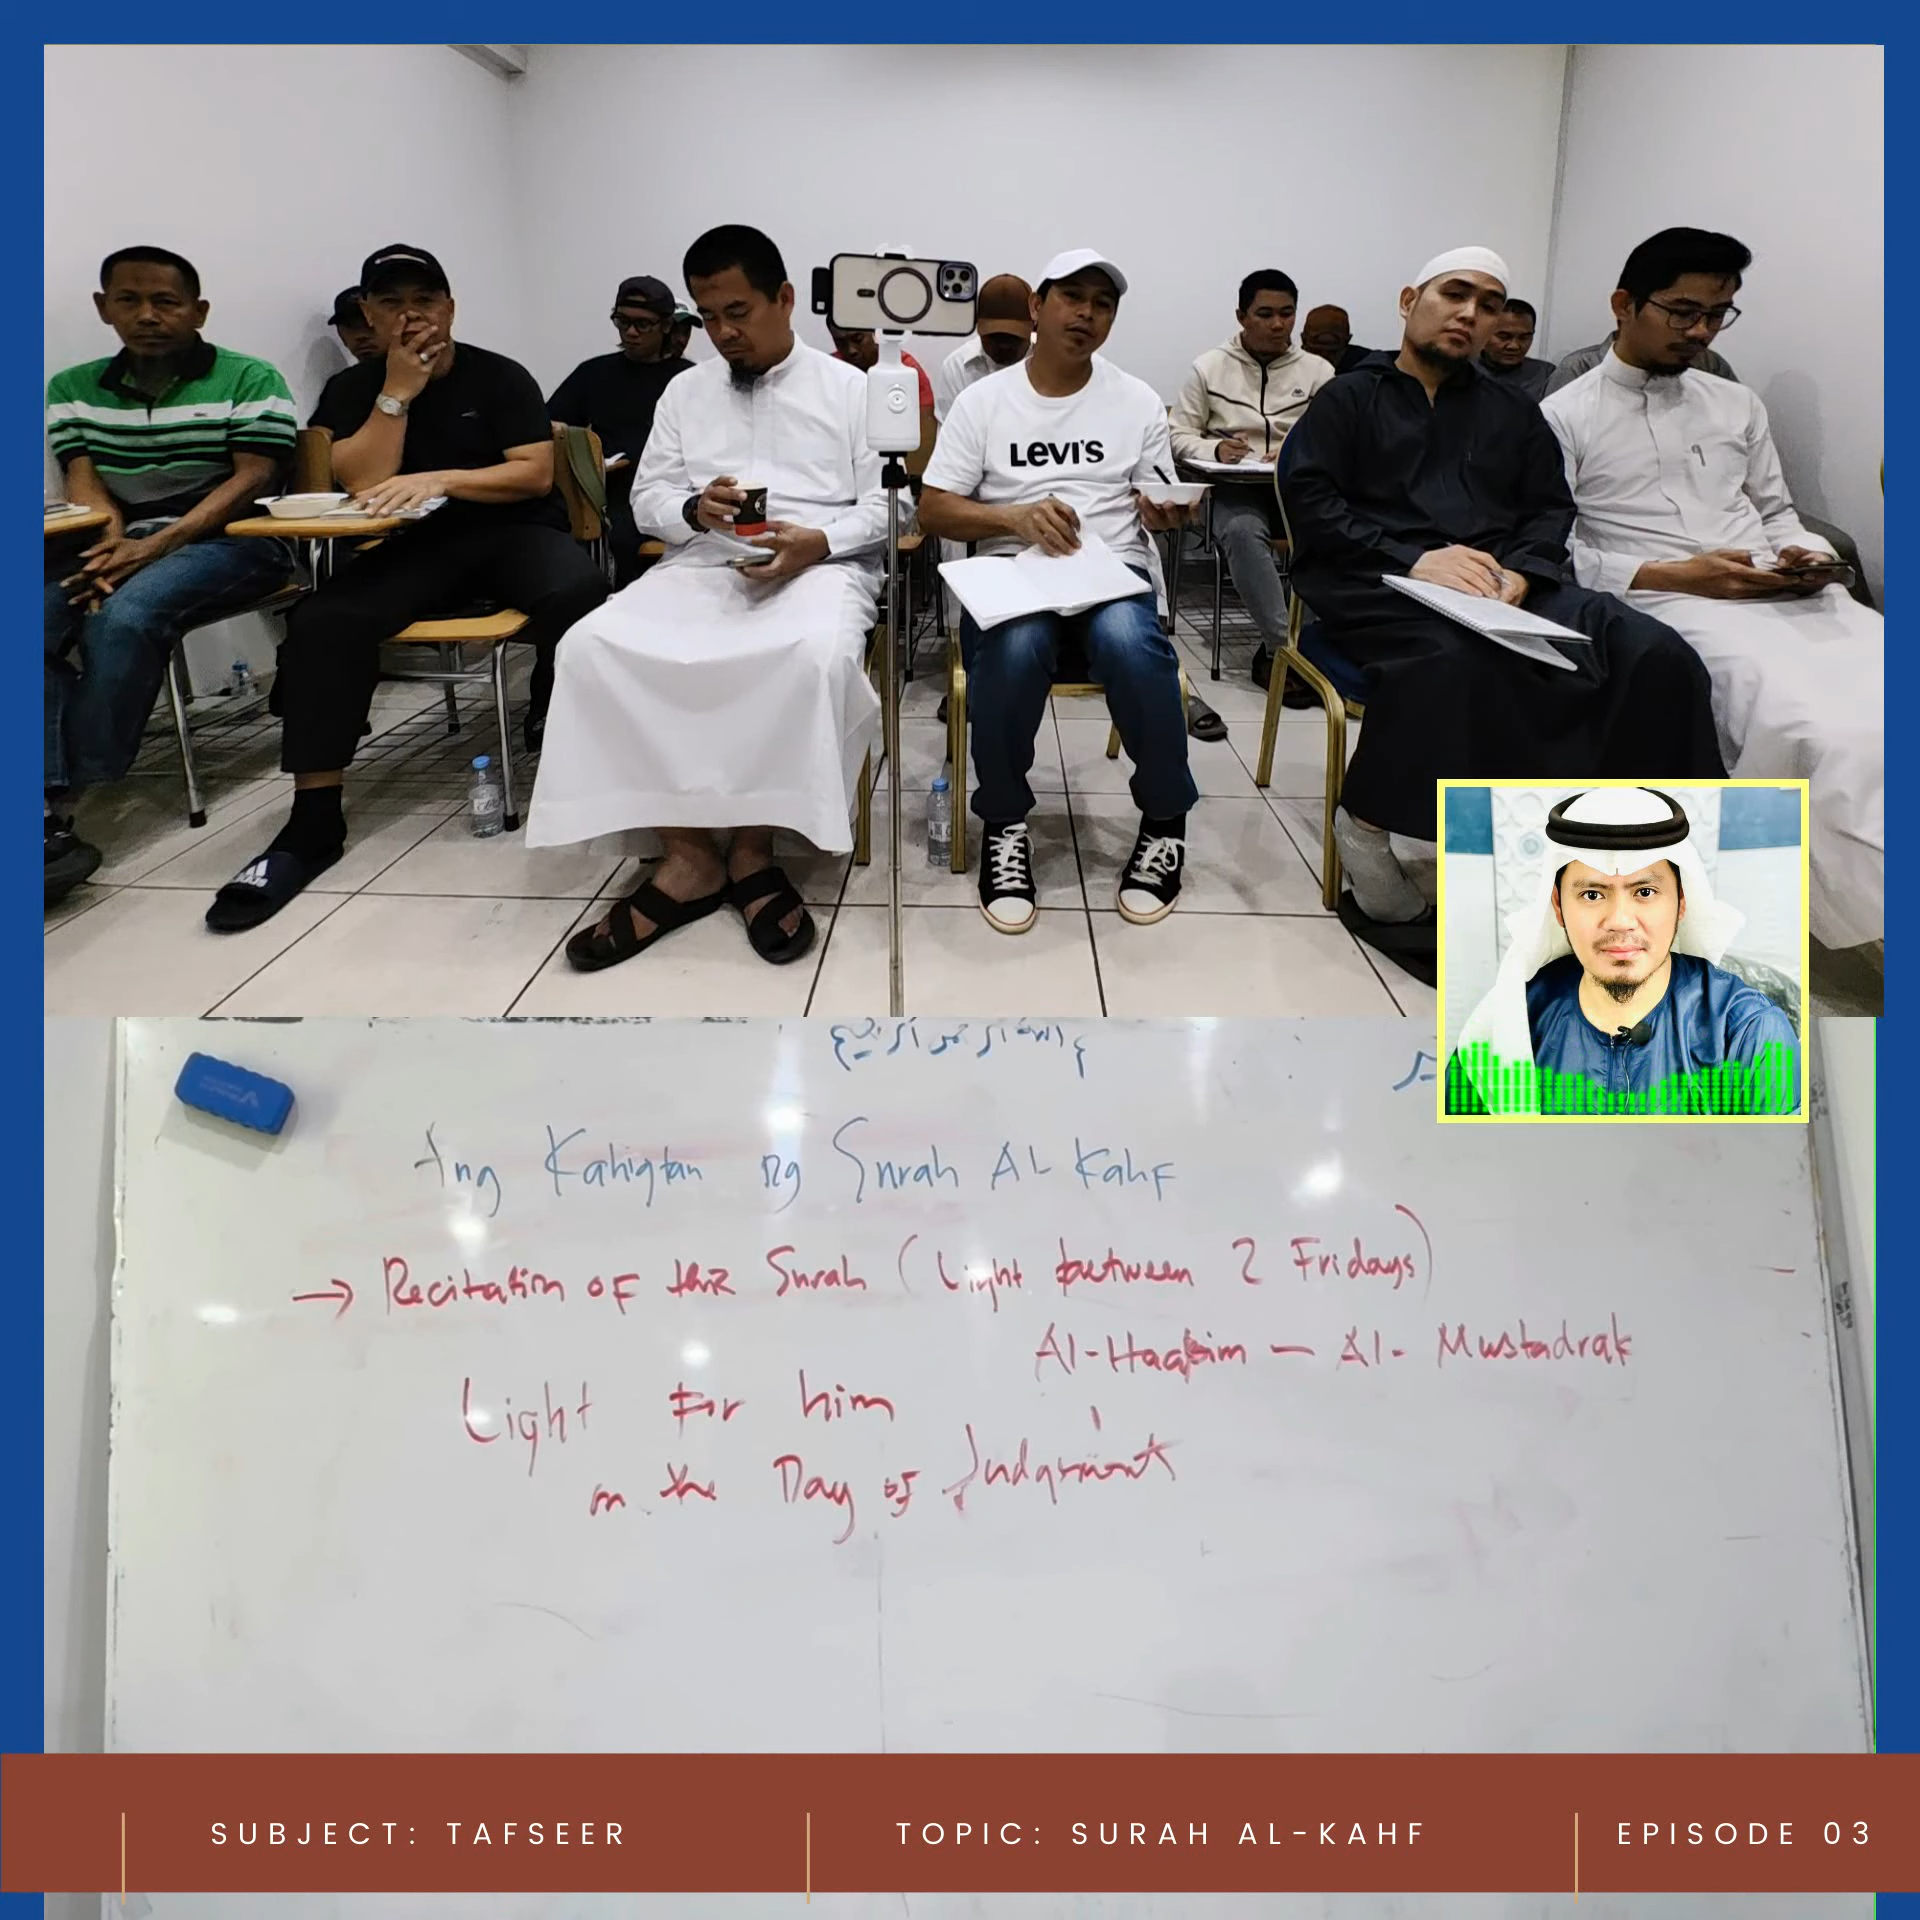 LEVI'S
Ang Kahigtan ng Surah AL Kahf
→ Recitation of the Surah (Light between 2 Fridays)
Al-Haakim — Al- Mustadrak
Light For him
on the Day of Judgment
SUBJECT: TAFSEER
TOPIC: SURAH AL-KAHF
EPISODE 03